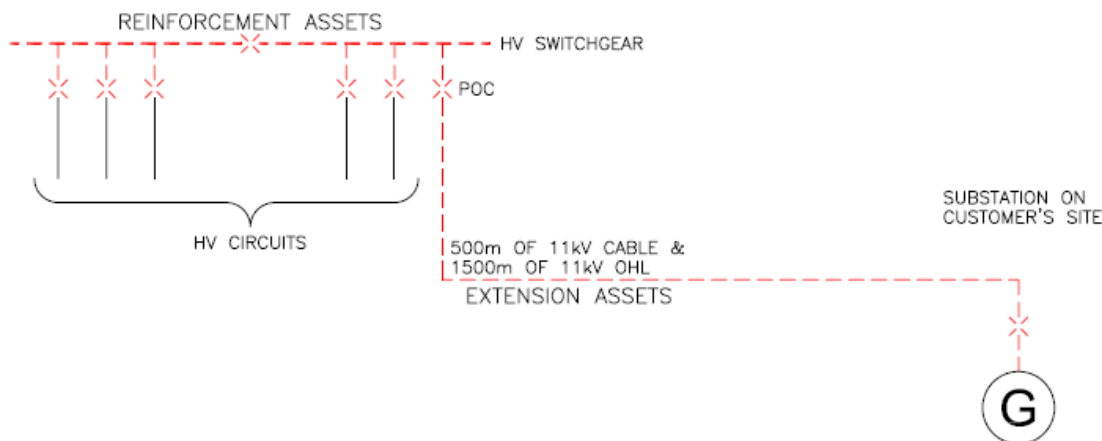 REINFORCEMENT ASSETS
HV SWITCHGEAR
POC
HV CIRCUITS
SUBSTATION ON
CUSTOMER'S SITE
500m OF 11kV CABLE &
1500m OF 11kV OHL
EXTENSION ASSETS
G